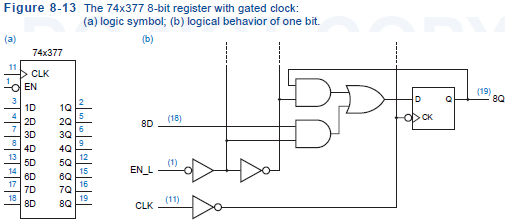 Figure 8-13 The 74x377 8-bit register with gated clock:
(a) logic symbol; (b) logical behavior of one bit.
(a)
(b)
74x377
11 CLK
1 EN
3 1D 1Q 2
4 2D 2Q 5
7 3D 3Q 6
8 4D 4Q 9
13 5D 5Q 12
14 6D 6Q 15
17 7D 7Q 16
18 8D 8Q 19
D Q (19) 8Q
CK
8D (18)
EN_L (1)
CLK (11)